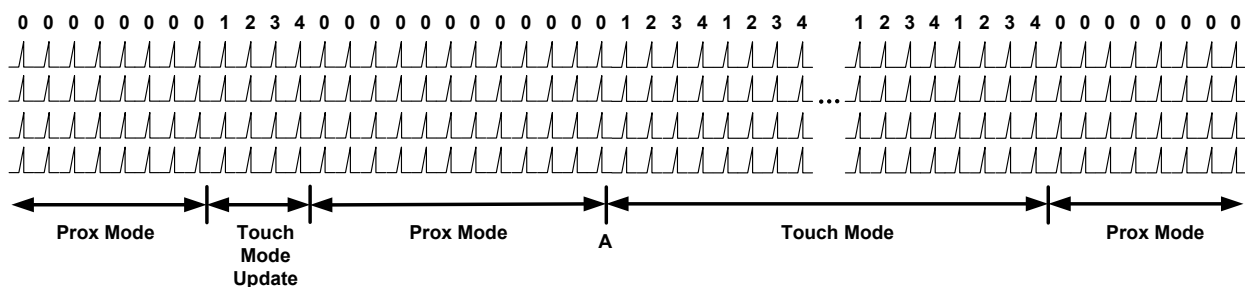 0 0 0 0 0 0 0 0 1 2 3 4 0 0 0 0 0 0 0 0 0 0 0 0 1 2 3 4 1 2 3 4 1 2 3 4 1 2 3 4 0 0 0 0 0 0 0 0
...
Prox Mode
Touch
Mode
Update
Prox Mode
A
Touch Mode
Prox Mode